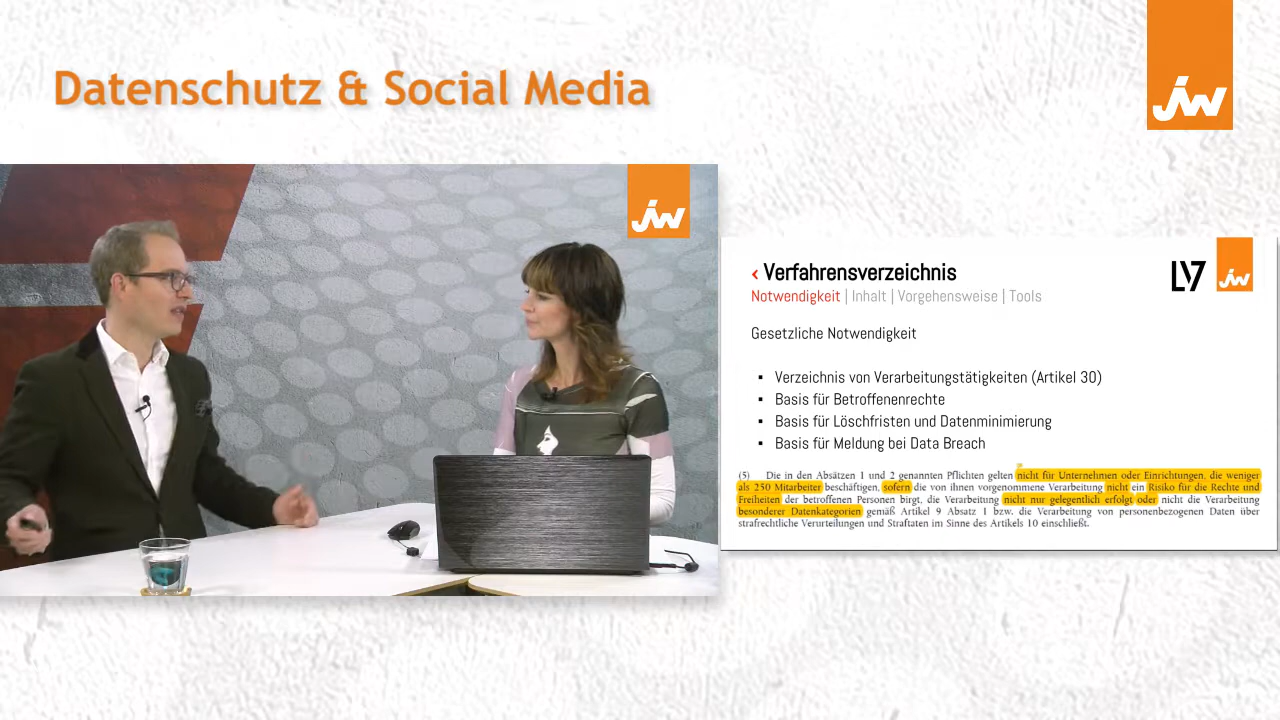 Datenschutz & Social Media
jw
jw
‹ Verfahrensverzeichnis
LV7
jw
Notwendigkeit | Inhalt | Vorgehensweise | Tools
Gesetzliche Notwendigkeit
▪ Verzeichnis von Verarbeitungstätigkeiten (Artikel 30)
▪ Basis für Betroffenenrechte
▪ Basis für Löschfristen und Datenminimierung
▪ Basis für Meldung bei Data Breach
(5) Die in den Absätzen 1 und 2 genannten Pflichten gelten nicht für Unternehmen oder Einrichtungen, die weniger
als 250 Mitarbeiter beschäftigen, sofern die von ihnen vorgenommene Verarbeitung nicht ein Risiko für die Rechte und
Freiheiten der betroffenen Personen birgt, die Verarbeitung nicht nur gelegentlich erfolgt oder nicht die Verarbeitung
besonderer Datenkategorien gemäß Artikel 9 Absatz 1 bzw. die Verarbeitung von personenbezogenen Daten über
strafrechtliche Verurteilungen und Straftaten im Sinne des Artikels 10 einschließt.